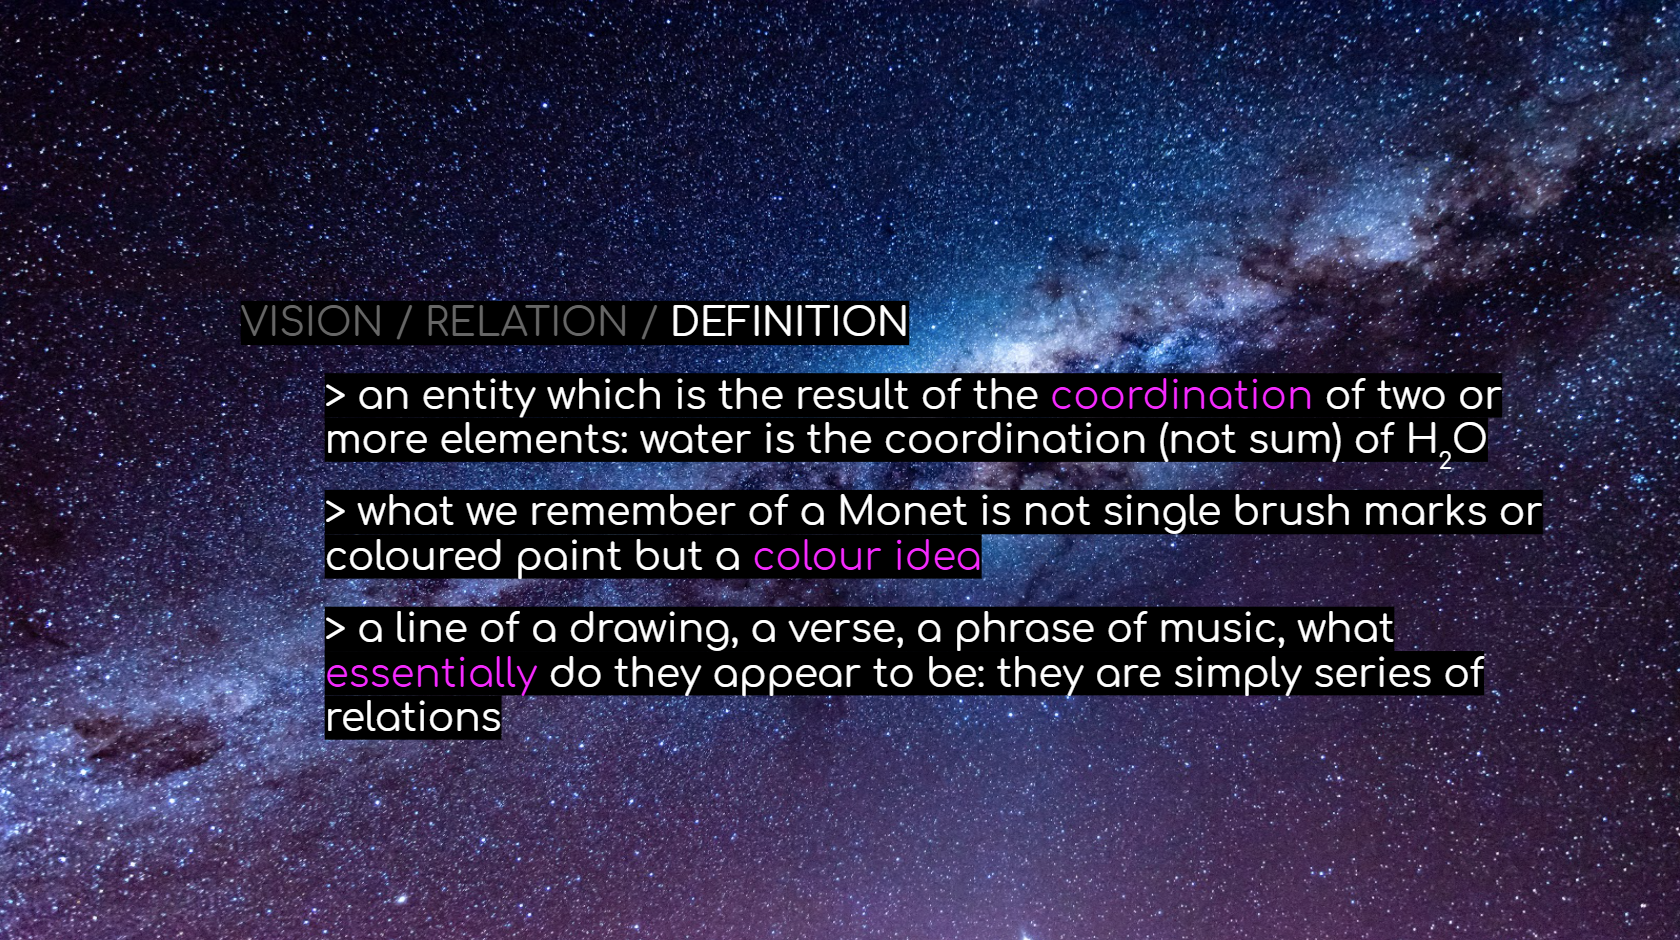 VISION / RELATION / DEFINITION
> an entity which is the result of the coordination of two or
more elements: water is the coordination (not sum) of H₂O
> what we remember of a Monet is not single brush marks or
coloured paint but a colour idea
> a line of a drawing, a verse, a phrase of music, what
essentially do they appear to be: they are simply series of
relations